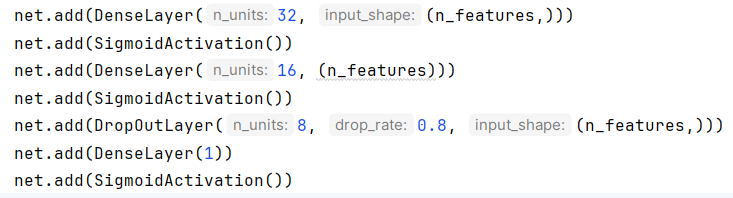 net.add(DenseLayer( n_units: 32, input_shape: (n_features,)))
net.add(SigmoidActivation())
net.add(DenseLayer( n_units: 16, (n_features)))
net.add(SigmoidActivation())
net.add(DropOutLayer( n_units: 8, drop_rate: 0.8, input_shape: (n_features,)))
net.add(DenseLayer(1))
net.add(SigmoidActivation())